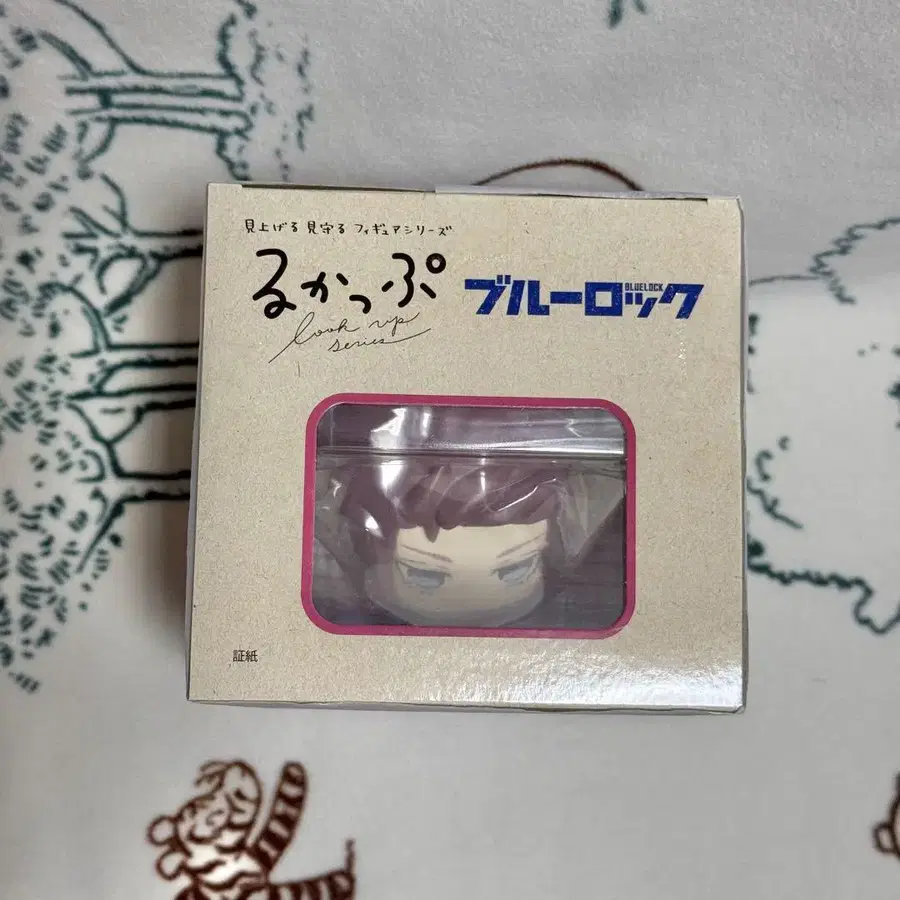 見上げる 見守る フィギュアシリーズ
るかっぷ
look up
series
ブルーロック
BLUELOCK
証紙